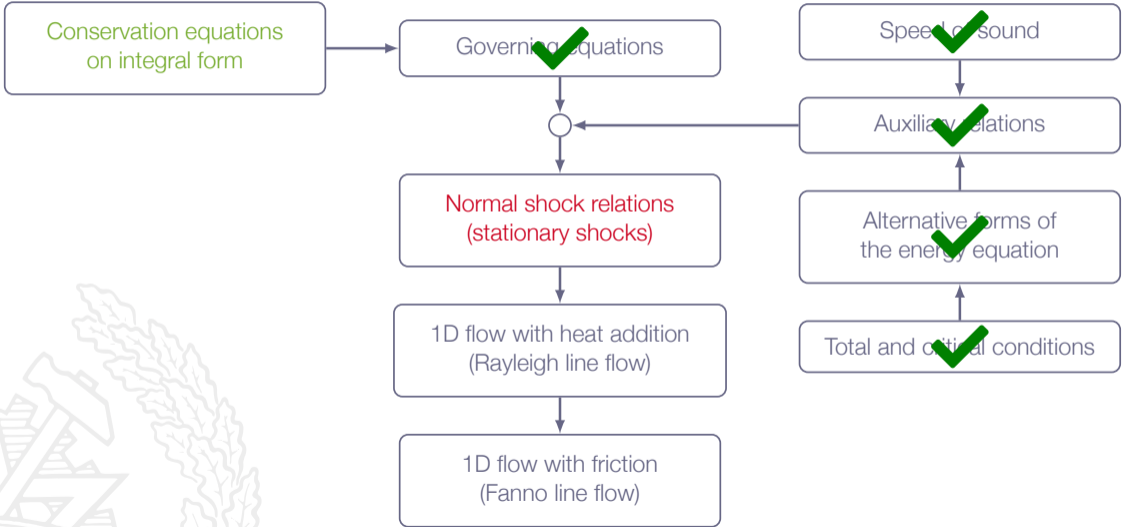 Conservation equations
on integral form
Governing equations
Speed of sound
Auxiliary relations
Normal shock relations
(stationary shocks)
Alternative forms of
the energy equation
1D flow with heat addition
(Rayleigh line flow)
Total and critical conditions
1D flow with friction
(Fanno line flow)